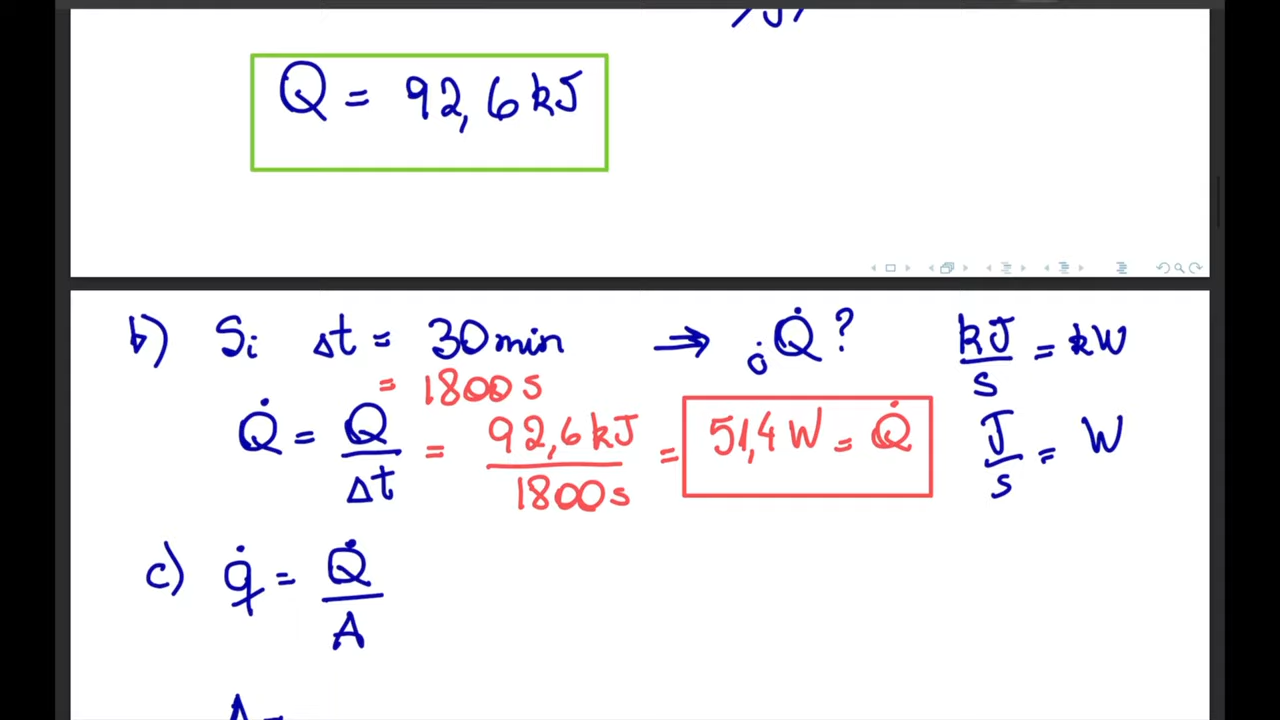 Q = 92,6 kJ
b) Si Δt = 30 min ⇒ ¿Q̇? kJ/s = kW
= 1800 s
Q̇ = Q/Δt = 92,6 kJ/1800 s = 51,4 W = Q̇ J/s = W
c) q̇ = Q̇/A